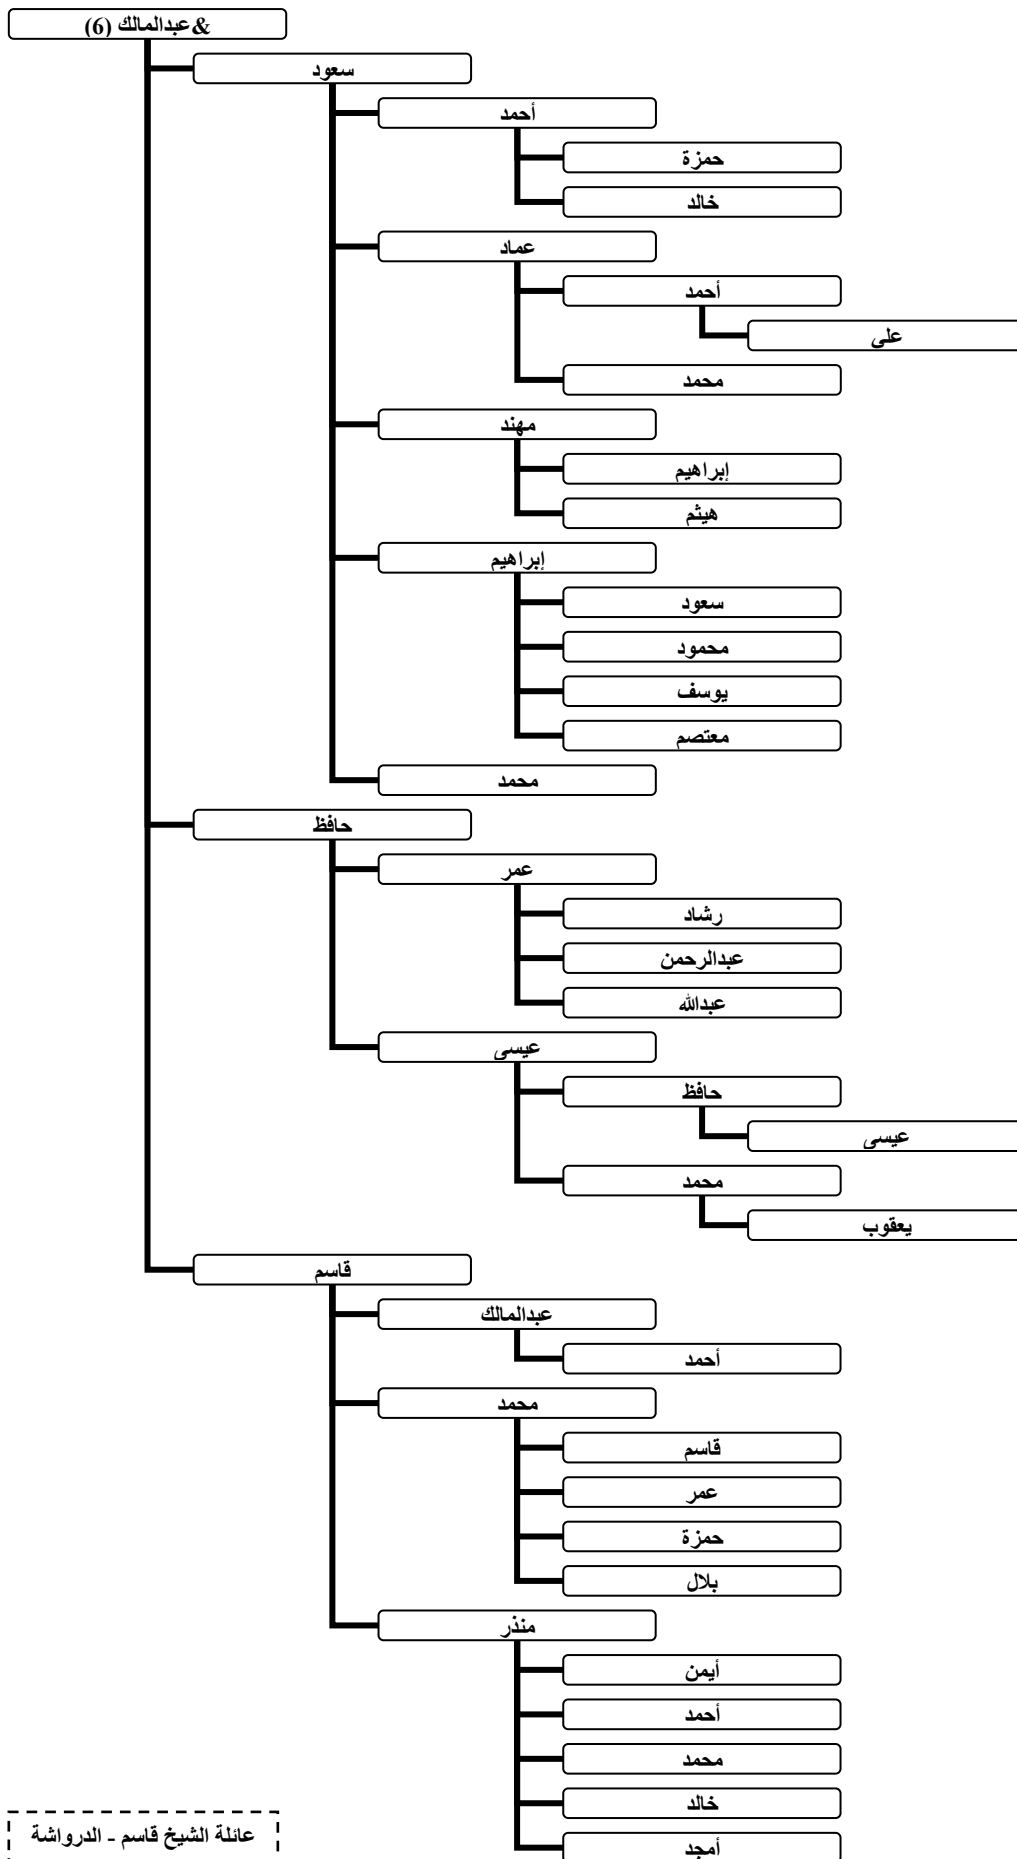 &عبدالمالك (6)
سعود
أحمد
حمزة
خالد
عماد
أحمد
على
محمد
مهند
إبراهيم
هيثم
إبراهيم
سعود
محمود
يوسف
معتصم
محمد
حافظ
عمر
رشاد
عبدالرحمن
عبدالله
عيسى
حافظ
عيسى
محمد
يعقوب
قاسم
عبدالمالك
أحمد
محمد
قاسم
عمر
حمزة
بلال
منذر
أيمن
أحمد
محمد
خالد
أمجد
عائلة الشيخ قاسم - الدرواشة